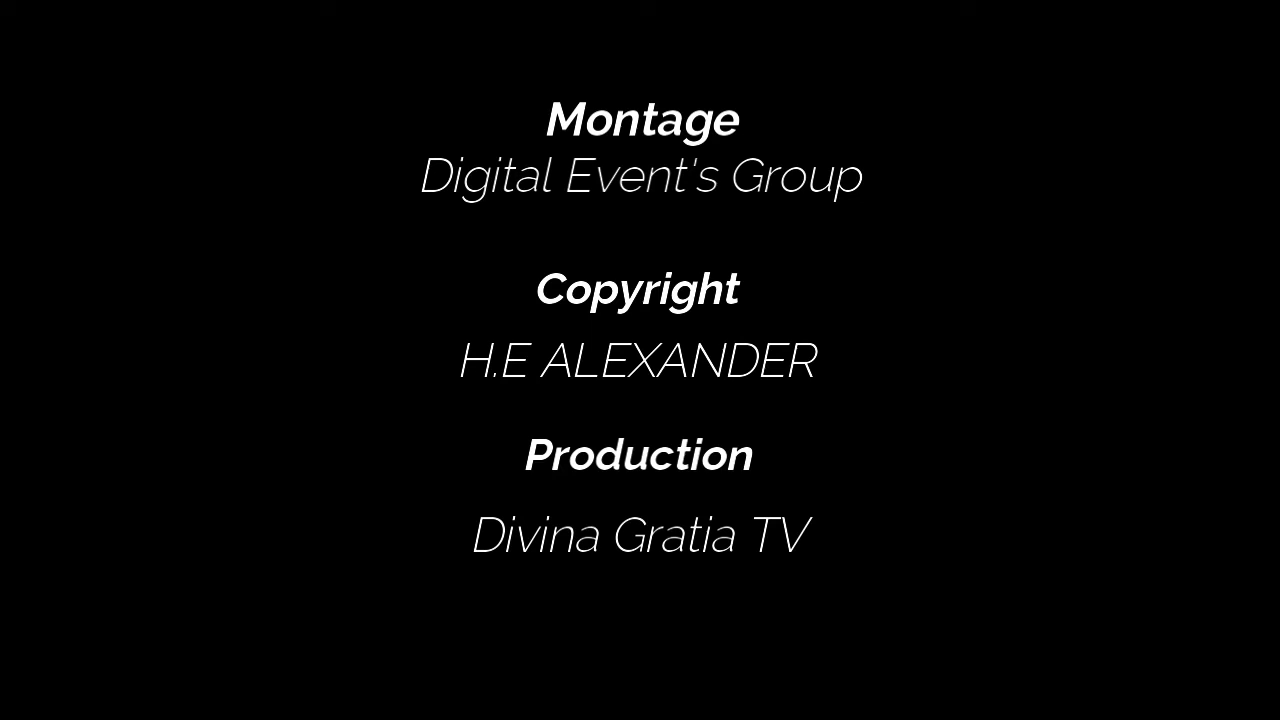 Montage
Digital Event's Group
Copyright
H.E ALEXANDER
Production
Divina Gratia TV